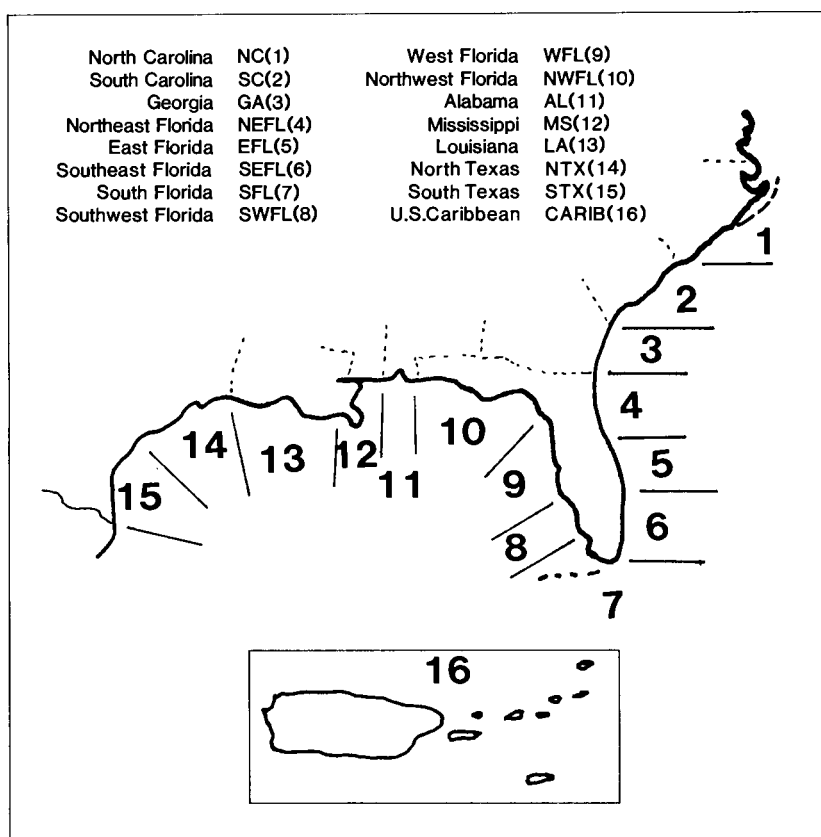 North Carolina NC(1)
South Carolina SC(2)
Georgia GA(3)
Northeast Florida NEFL(4)
East Florida EFL(5)
Southeast Florida SEFL(6)
South Florida SFL(7)
Southwest Florida SWFL(8)
West Florida WFL(9)
Northwest Florida NWFL(10)
Alabama AL(11)
Mississippi MS(12)
Louisiana LA(13)
North Texas NTX(14)
South Texas STX(15)
U.S.Caribbean CARIB(16)
1
2
3
4
5
6
7
8
9
10
11
12
13
14
15
16